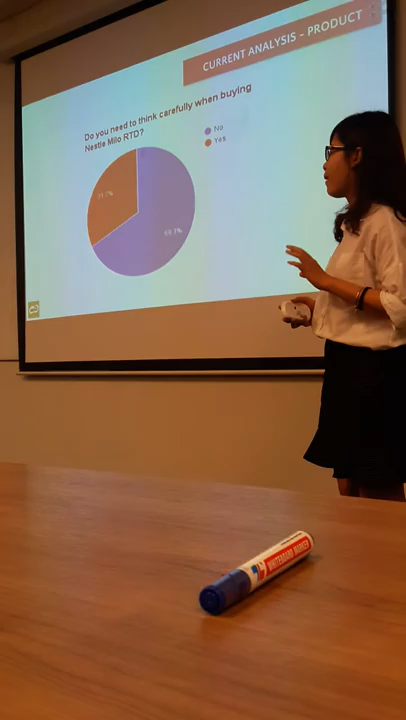 CURRENT ANALYSIS – PRODUCT
Do you need to think carefully when buying
Nestle Milo RTD?
No
Yes
WHITEBOARD MARKER